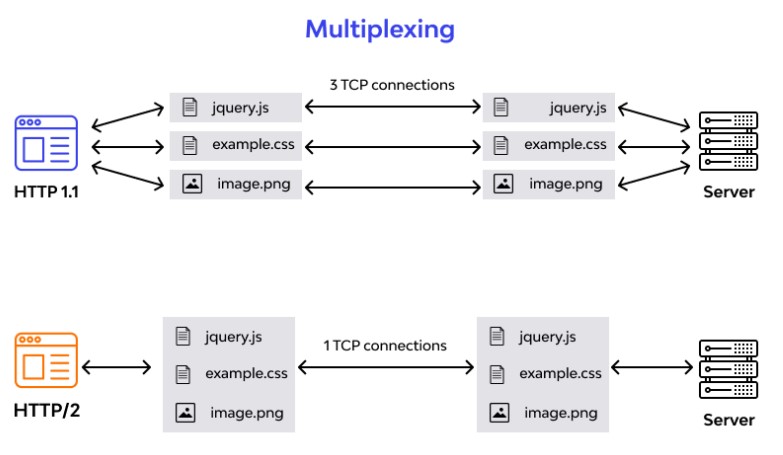 Multiplexing
3 TCP connections
jquery.js
jquery.js
example.css
example.css
image.png
image.png
HTTP 1.1
Server
1 TCP connections
jquery.js
jquery.js
example.css
example.css
image.png
image.png
HTTP/2
Server